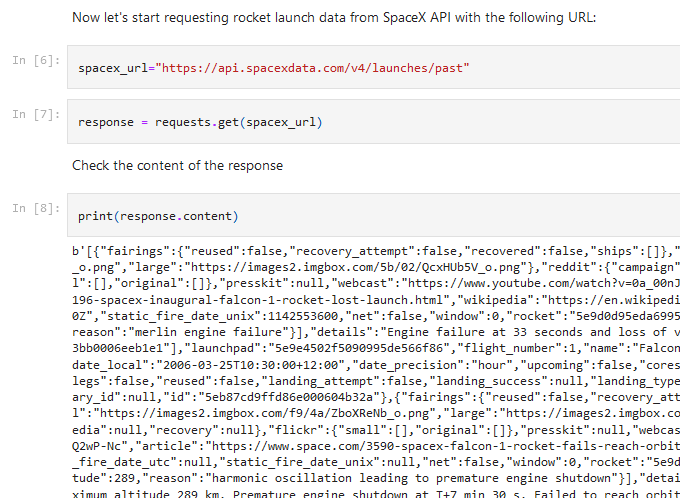 Now let's start requesting rocket launch data from SpaceX API with the following URL:
In [6]:
spacex_url="https://api.spacexdata.com/v4/launches/past"
In [7]:
response = requests.get(spacex_url)
Check the content of the response
In [8]:
print(response.content)
b'[{"fairings":{"reused":false,"recovery_attempt":false,"recovered":false,"ships":[]},"
_o.png","large":"https://images2.imgbox.com/5b/02/QcxHUb5V_o.png"},"reddit":{"campaign"
l":[],"original":[]},"presskit":null,"webcast":"https://www.youtube.com/watch?v=0a_00nJ
196-spacex-inaugural-falcon-1-rocket-lost-launch.html","wikipedia":"https://en.wikipedi
0Z","static_fire_date_unix":1142553600,"net":false,"window":0,"rocket":"5e9d0d95eda6995
reason":"merlin engine failure"}],"details":"Engine failure at 33 seconds and loss of v
3bb0006eeb1e1"],"launchpad":"5e9e4502f5090995de566f86","flight_number":1,"name":"Falcon
date_local":"2006-03-25T10:30:00+12:00","date_precision":"hour","upcoming":false,"cores
legs":false,"reused":false,"landing_attempt":false,"landing_success":null,"landing_type
ary_id":null,"id":"5eb87cd9ffd86e000604b32a"},{"fairings":{"reused":false,"recovery_att
l":"https://images2.imgbox.com/f9/4a/ZboXReNb_o.png","large":"https://images2.imgbox.co
edia":null,"recovery":null},"flickr":{"small":[],"original":[]},"presskit":null,"webcas
Q2wP-Nc","article":"https://www.space.com/3590-spacex-falcon-1-rocket-fails-reach-orbit
_fire_date_utc":null,"static_fire_date_unix":null,"net":false,"window":0,"rocket":"5e9d
tude":289,"reason":"harmonic oscillation leading to premature engine shutdown"}],"detai
ximum altitude 289 km, Premature engine shutdown at T+7 min 30 s, Failed to reach orbit